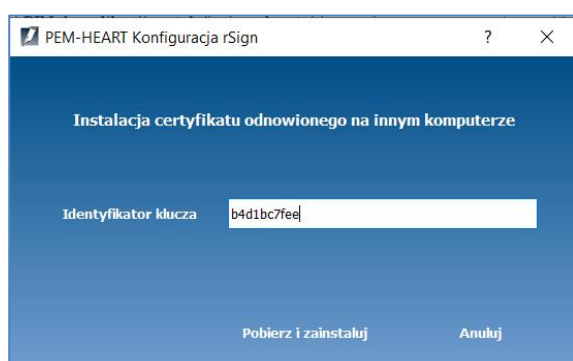 PEM-HEART Konfiguracja rSign
Instalacja certyfikatu odnowionego na innym komputerze
Identyfikator klucza b4d1bc7fee
Pobierz i zainstaluj Anuluj